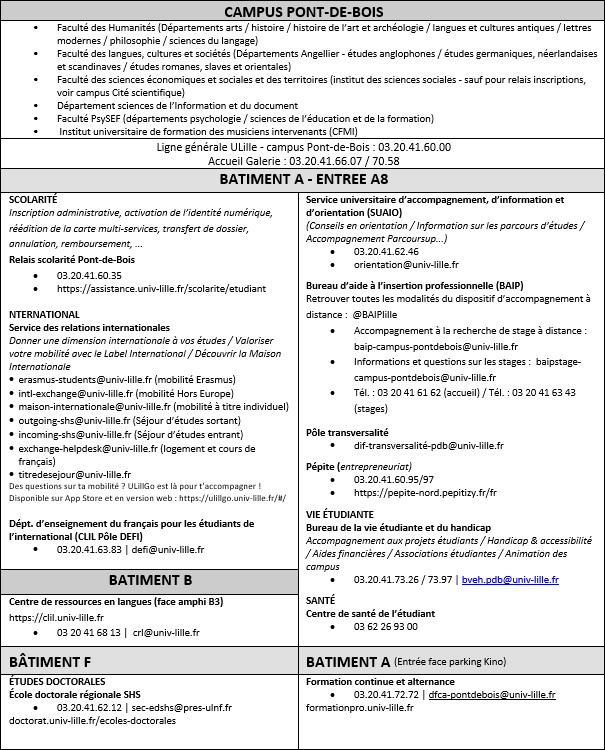 CAMPUS PONT-DE-BOIS
• Faculté des Humanités (Départements arts / histoire / histoire de l'art et archéologie / langues et cultures antiques / lettres
modernes / philosophie / sciences du langage)
• Faculté des langues, cultures et sociétés (Départements Angellier - études anglophones / études germaniques, néerlandaises
et scandinaves / études romanes, slaves et orientales)
• Faculté des sciences économiques et sociales et des territoires (institut des sciences sociales - sauf pour relais inscriptions,
voir campus Cité scientifique)
• Département sciences de l'Information et du document
• Faculté PsySEF (départements psychologie / sciences de l'éducation et de la formation)
• Institut universitaire de formation des musiciens intervenants (CFMI)
Ligne générale ULille - campus Pont-de-Bois : 03.20.41.60.00
Accueil Galerie : 03.20.41.66.07 / 70.58
BATIMENT A - ENTREE A8
SCOLARITÉ
Inscription administrative, activation de l'identité numérique,
réédition de la carte multi-services, transfert de dossier,
annulation, remboursement, ...
Relais scolarité Pont-de-Bois
• 03.20.41.60.35
• https://assistance.univ-lille.fr/scolarite/etudiant
NTERNATIONAL
Service des relations internationales
Donner une dimension internationale à vos études / Valoriser
votre mobilité avec le Label International / Découvrir la Maison
Internationale
• erasmus-students@univ-lille.fr (mobilité Erasmus)
• intl-exchange@univ-lille.fr (mobilité Hors Europe)
• maison-internationale@univ-lille.fr (mobilité à titre individuel)
• outgoing-shs@univ-lille.fr (Séjour d'études sortant)
• incoming-shs@univ-lille.fr (Séjour d'études entrant)
• exchange-helpdesk@univ-lille.fr (logement et cours de
français)
• titredesejour@univ-lille.fr
Des questions sur ta mobilité ? ULillGo est là pour t'accompagner !
Disponible sur App Store et en version web : https://ulillgo.univ-lille.fr/#/
Dépt. d'enseignement du français pour les étudiants de
l'international (CLIL Pôle DEFI)
• 03.20.41.63.83 | defi@univ-lille.fr
BATIMENT B
Centre de ressources en langues (face amphi B3)
https://clil.univ-lille.fr
• 03 20 41 68 13 | crl@univ-lille.fr
Service universitaire d'accompagnement, d'information et
d'orientation (SUAIO)
(Conseils en orientation / Information sur les parcours d'études /
Accompagnement Parcoursup...)
• 03.20.41.62.46
• orientation@univ-lille.fr
Bureau d'aide à l'insertion professionnelle (BAIP)
Retrouver toutes les modalités du dispositif d'accompagnement à
distance : @BAIPlille
• Accompagnement à la recherche de stage à distance :
baip-campus-pontdebois@univ-lille.fr
• Informations et questions sur les stages : baipstage-
campus-pontdebois@univ-lille.fr
• Tél. : 03 20 41 61 62 (accueil) / Tél. : 03 20 41 63 43
(stages)
Pôle transversalité
• dif-transversalité-pdb@univ-lille.fr
Pépite (entrepreneuriat)
• 03.20.41.60.95/97
• https://pepite-nord.pepitizy.fr/fr
VIE ÉTUDIANTE
Bureau de la vie étudiante et du handicap
Accompagnement aux projets étudiants / Handicap & accessibilité
/ Aides financières / Associations étudiantes / Animation des
campus
• 03.20.41.73.26 / 73.97 | bveh.pdb@univ-lille.fr
SANTÉ
Centre de santé de l'étudiant
• 03 62 26 93 00
BÂTIMENT F
ÉTUDES DOCTORALES
École doctorale régionale SHS
• 03.20.41.62.12 | sec-edshs@pres-ulnf.fr
doctorat.univ-lille.fr/ecoles-doctorales
BATIMENT A (Entrée face parking Kino)
Formation continue et alternance
• 03.20.41.72.72 | dfca-pontdebois@univ-lille.fr
formationpro.univ-lille.fr